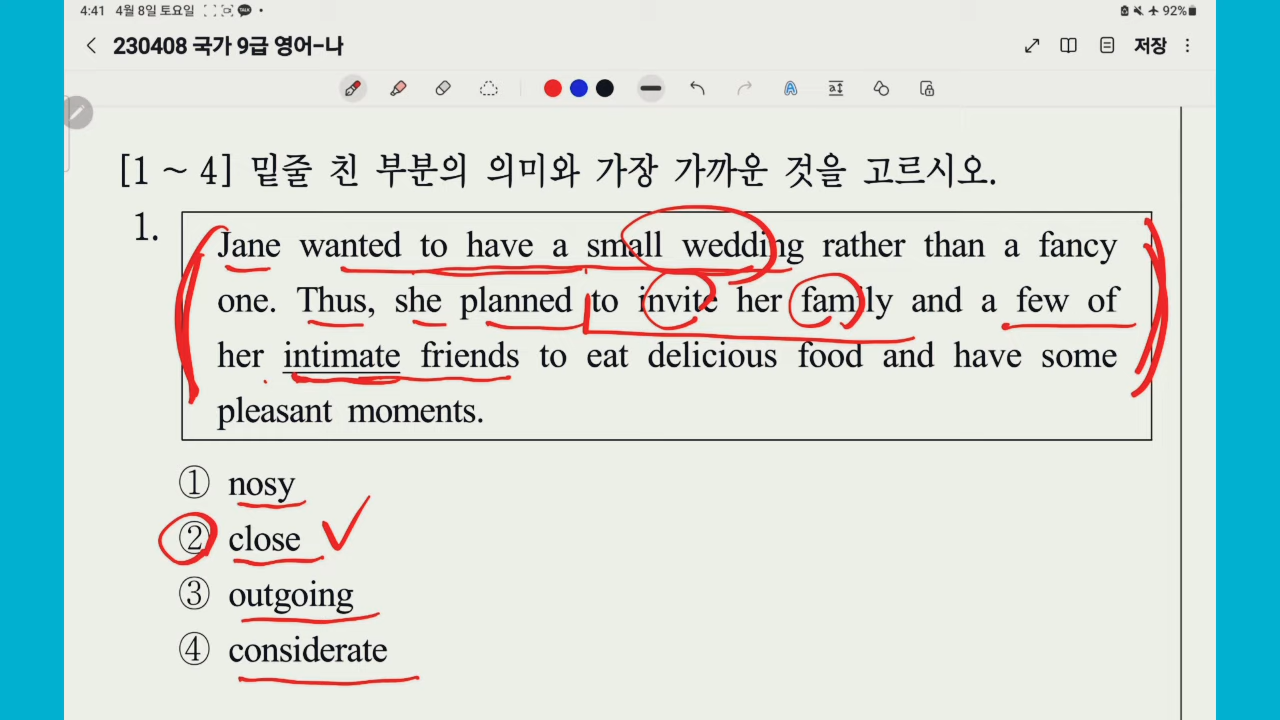 4:41 4월 8일 토요일 TALK 92%
230408 국가 9급 영어-나 저장
[1 ~ 4] 밑줄 친 부분의 의미와 가장 가까운 것을 고르시오.
1.
Jane wanted to have a small wedding rather than a fancy
one. Thus, she planned to invite her family and a few of
her intimate friends to eat delicious food and have some
pleasant moments.
① nosy
② close
③ outgoing
④ considerate